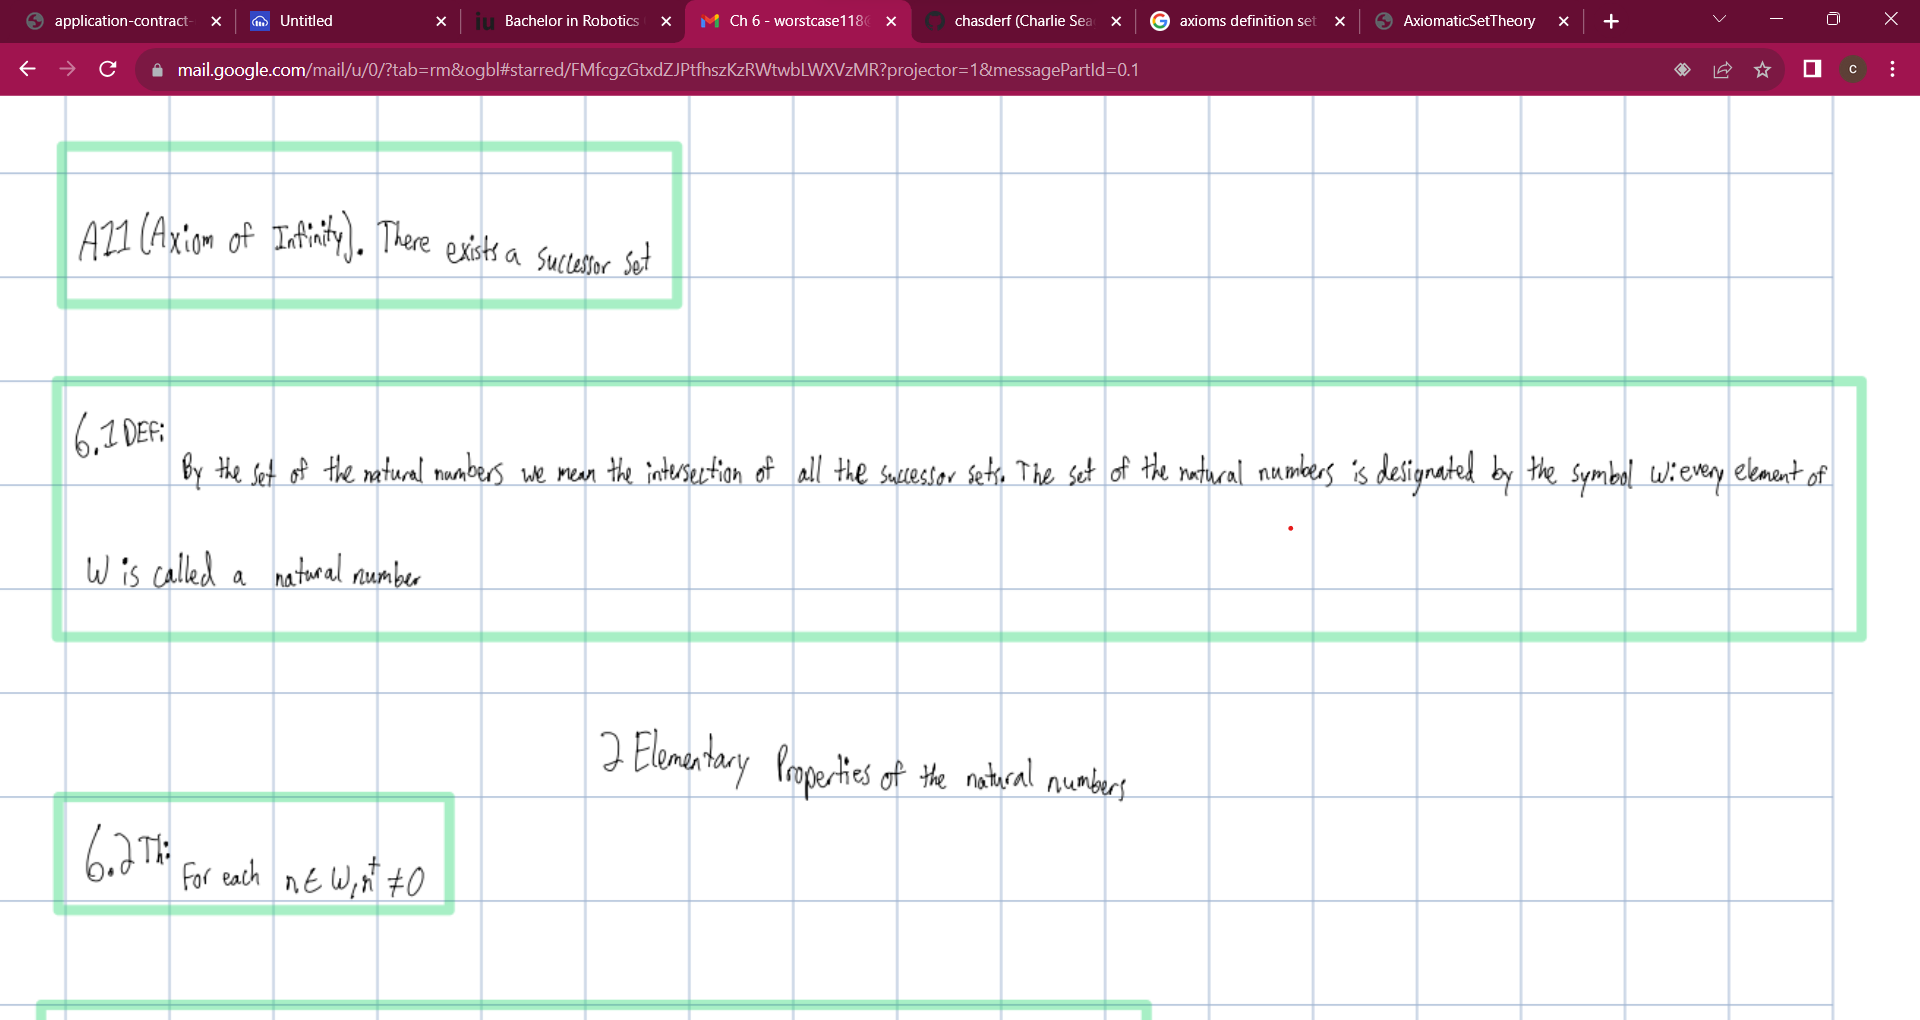 application-contract-
Untitled
Bachelor in Robotics
Ch 6 - worstcase118@
chasderf (Charlie Sea
axioms definition set
AxiomaticSetTheory
mail.google.com/mail/u/0/?tab=rm&ogbl#starred/FMfcgzGtxdZJPtfhszKzRWtwbLWXVzMR?projector=1&messagePartId=0.1
A11 (Axiom of Infinity). There exists a successor set
6.1 DEF:
By the set of the natural numbers we mean the intersection of all the successor sets. The set of the natural numbers is designated by the symbol W: every element of
W is called a natural number
2 Elementary Properties of the natural numbers
6.2 Th:
For each n ∈ W, n⁺ ≠ 0